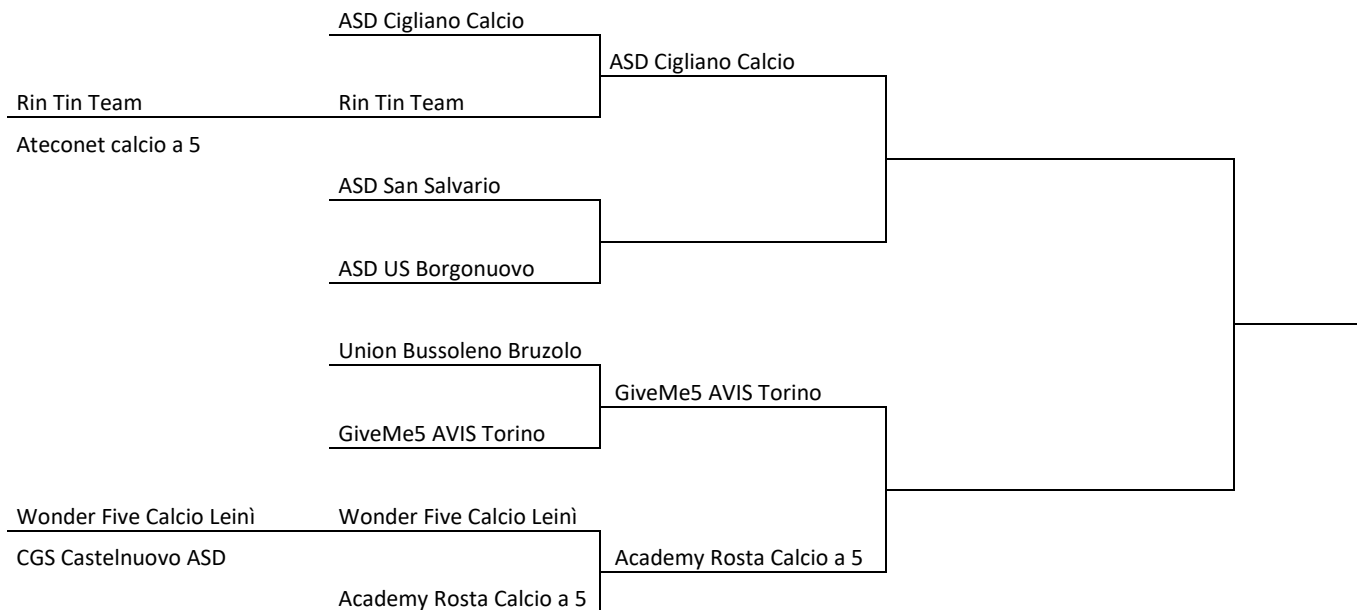 ASD Cigliano Calcio
ASD Cigliano Calcio
Rin Tin Team
Rin Tin Team
Ateconet calcio a 5
ASD San Salvario
ASD US Borgonuovo
Union Bussoleno Bruzolo
GiveMe5 AVIS Torino
GiveMe5 AVIS Torino
Wonder Five Calcio Leinì
Wonder Five Calcio Leinì
CGS Castelnuovo ASD
Academy Rosta Calcio a 5
Academy Rosta Calcio a 5